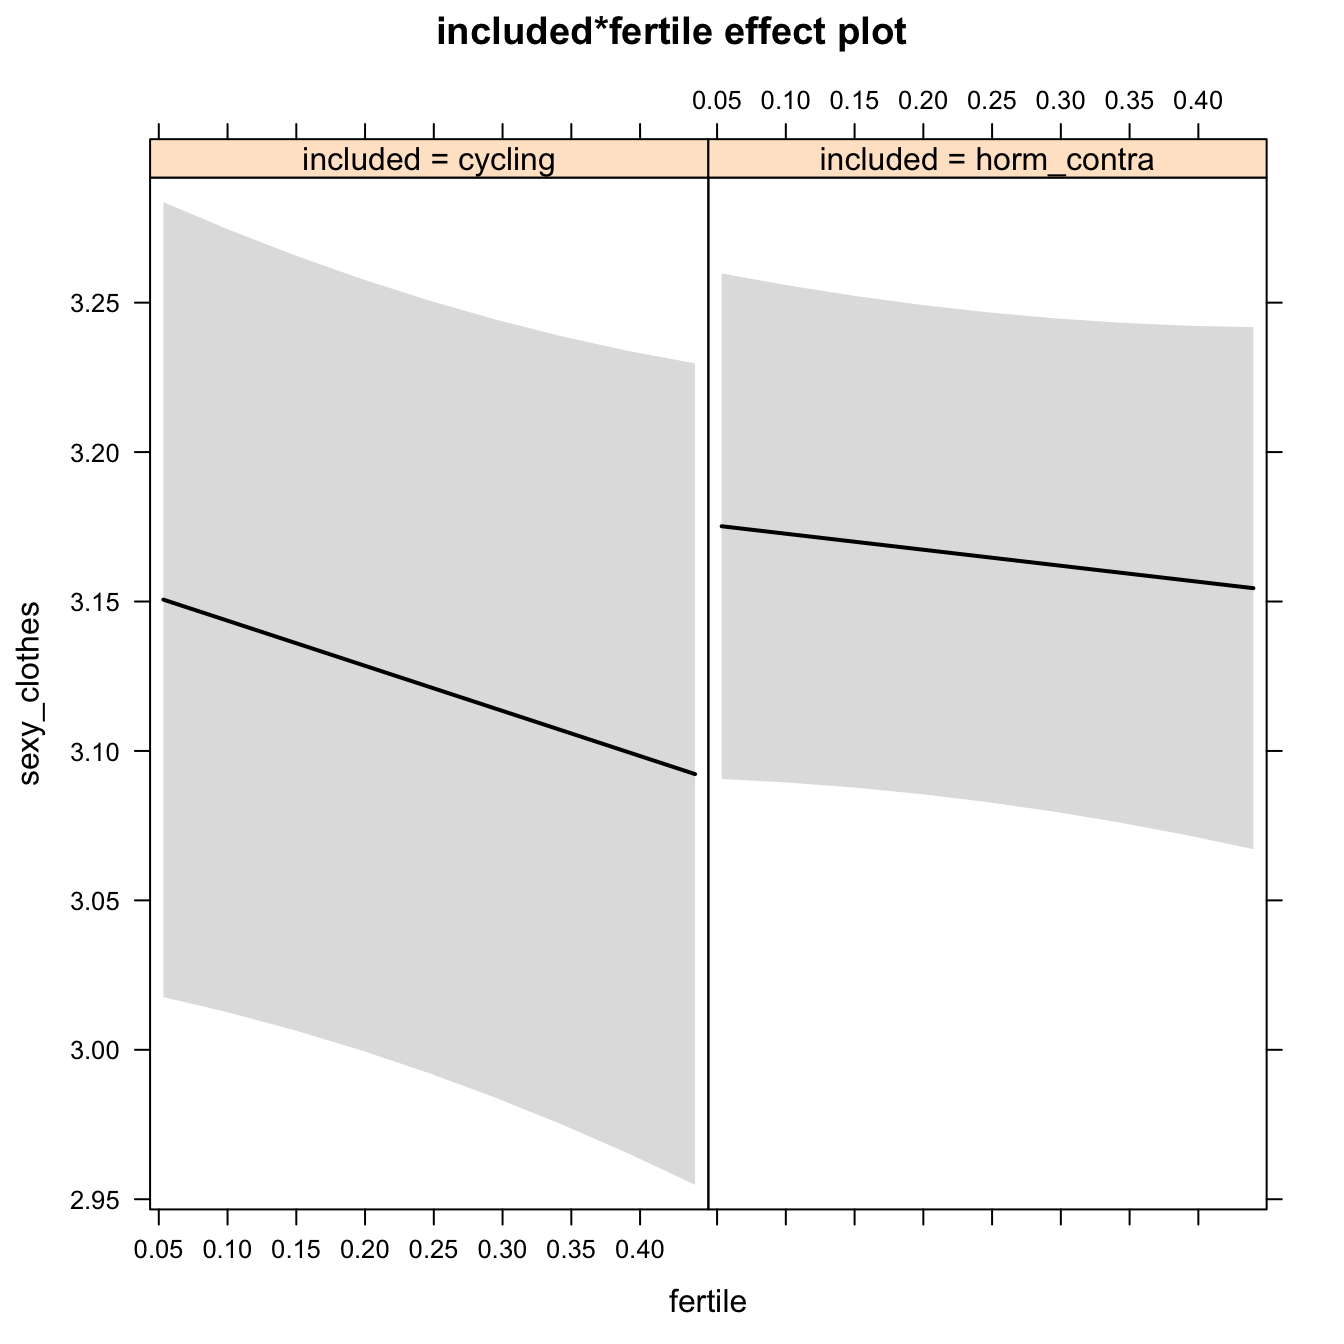 included*fertile effect plot
0.05 0.10 0.15 0.20 0.25 0.30 0.35 0.40
included = cycling
included = horm_contra
3.25
3.20
3.15
3.10
3.05
3.00
2.95
sexy_clothes
0.05 0.10 0.15 0.20 0.25 0.30 0.35 0.40
fertile